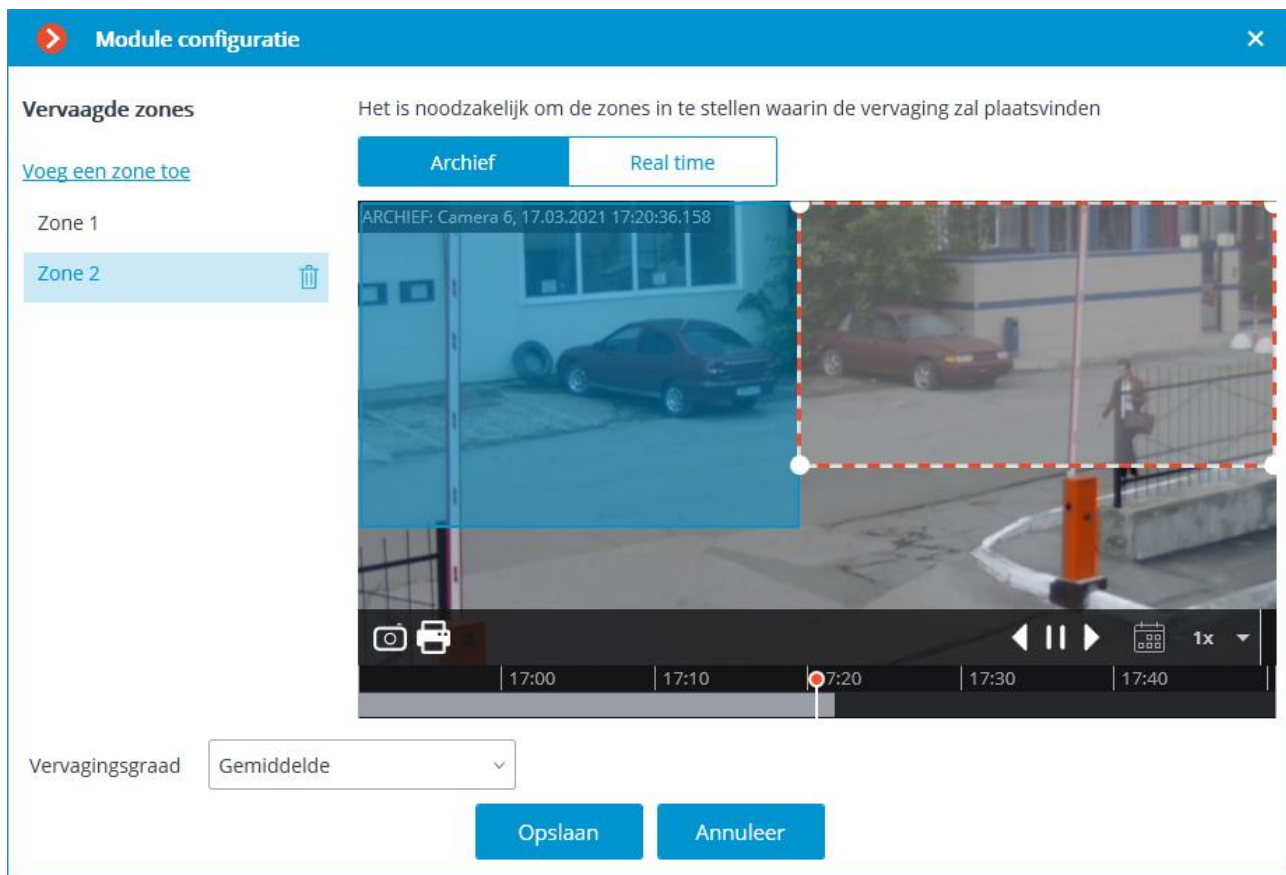 Module configuratie
Vervaagde zones
Het is noodzakelijk om de zones in te stellen waarin de vervaging zal plaatsvinden
Voeg een zone toe
Archief
Real time
Zone 1
Zone 2
ARCHIEF: Camera 6, 17.03.2021 17:20:36.158
1x
17:00
17:10
17:20
17:30
17:40
Vervagingsgraad
Gemiddelde
Opslaan
Annuleer